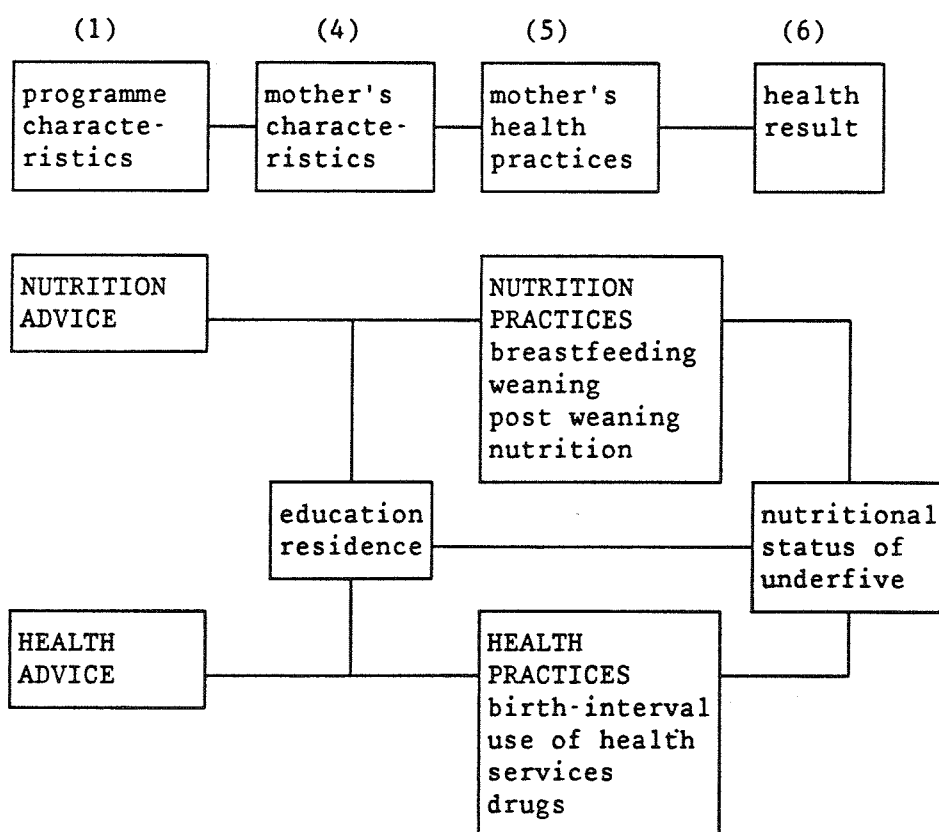 (1) (4) (5) (6)
programme
characte-
ristics
mother's
characte-
ristics
mother's
health
practices
health
result
NUTRITION
ADVICE
NUTRITION
PRACTICES
breastfeeding
weaning
post weaning
nutrition
education
residence
nutritional
status of
underfive
HEALTH
ADVICE
HEALTH
PRACTICES
birth-interval
use of health
services
drugs